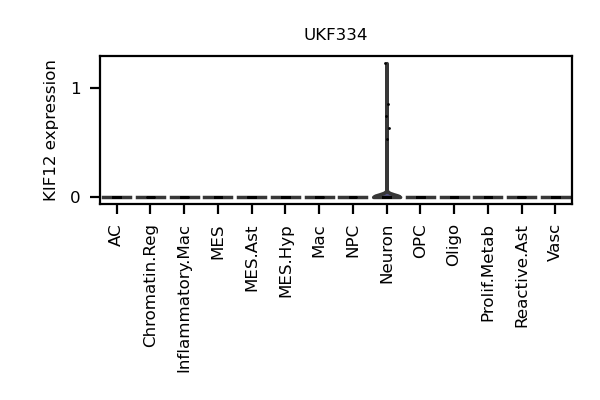 UKF334
KIF12 expression
1
0
AC
Chromatin.Reg
Inflammatory.Mac
MES
MES.Ast
MES.Hyp
Mac
NPC
Neuron
OPC
Oligo
Prolif.Metab
Reactive.Ast
Vasc